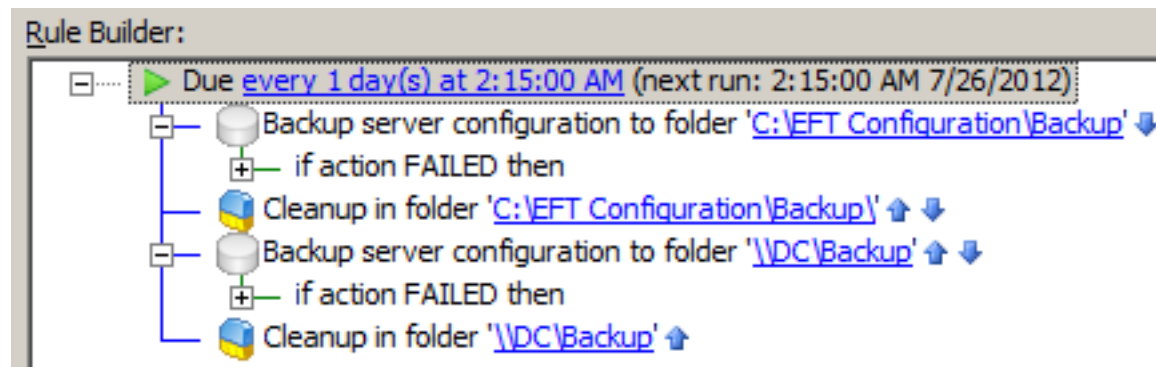 Rule Builder:
Due every 1 day(s) at 2:15:00 AM (next run: 2:15:00 AM 7/26/2012)
Backup server configuration to folder 'C:\EFT Configuration\Backup'
if action FAILED then
Cleanup in folder 'C:\EFT Configuration\Backup\'
Backup server configuration to folder '\\DC\Backup'
if action FAILED then
Cleanup in folder '\\DC\Backup'